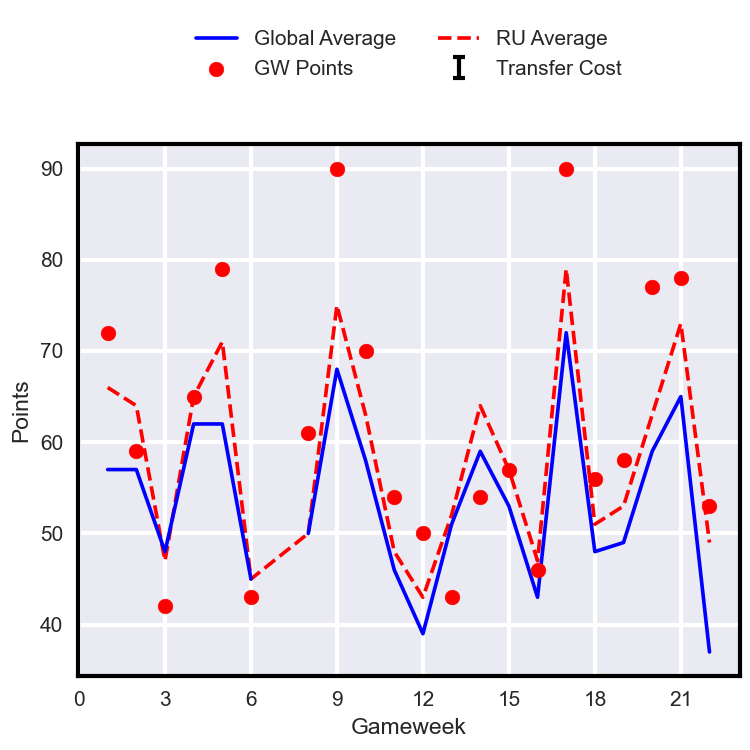 Global Average
RU Average
GW Points
Transfer Cost
90
80
70
60
50
40
Points
0 3 6 9 12 15 18 21
Gameweek